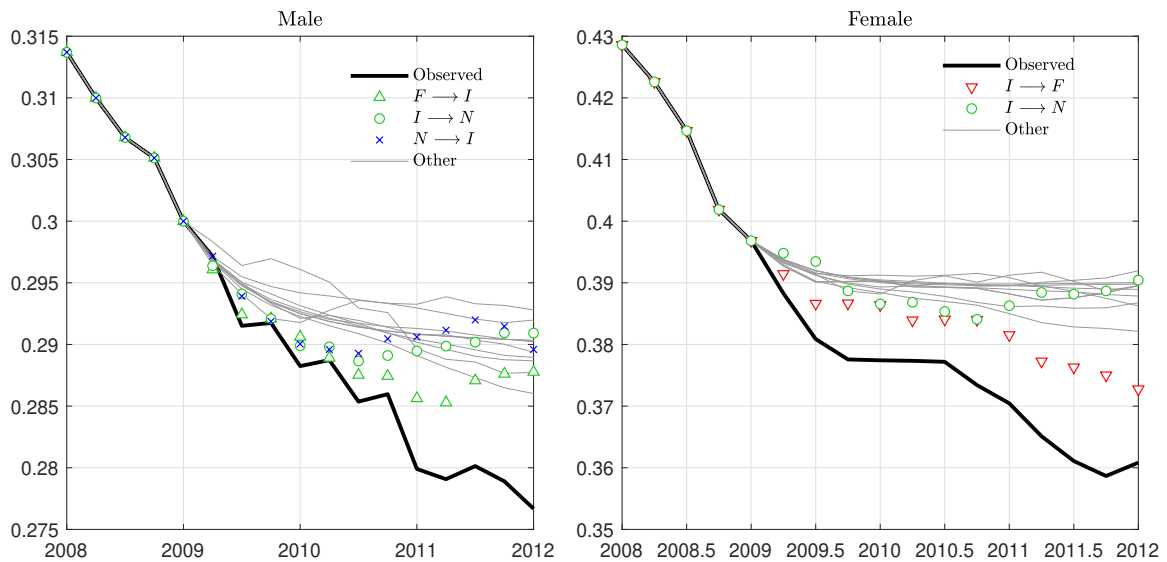 Male
0.315
0.31
0.305
0.3
0.295
0.29
0.285
0.28
0.275
2008
2009
2010
2011
2012
Observed
F ⟶ I
I ⟶ N
N ⟶ I
Other
Female
0.43
0.42
0.41
0.4
0.39
0.38
0.37
0.36
0.35
2008
2008.5
2009
2009.5
2010
2010.5
2011
2011.5
2012
Observed
I ⟶ F
I ⟶ N
Other